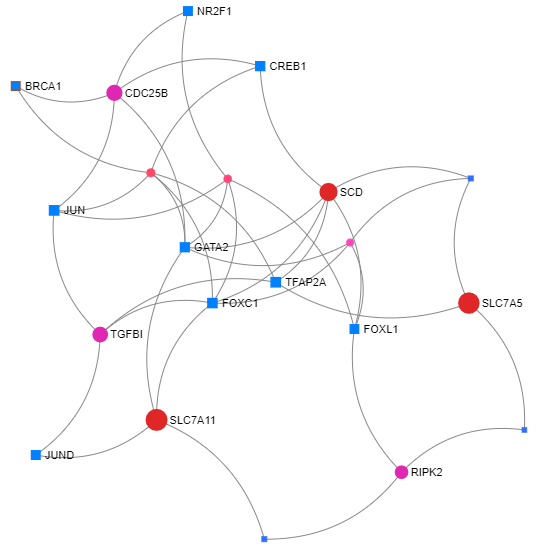 NR2F1
CREB1
BRCA1
CDC25B
SCD
JUN
GATA2
TFAP2A
FOXC1
SLC7A5
FOXL1
TGFBI
SLC7A11
JUND
RIPK2